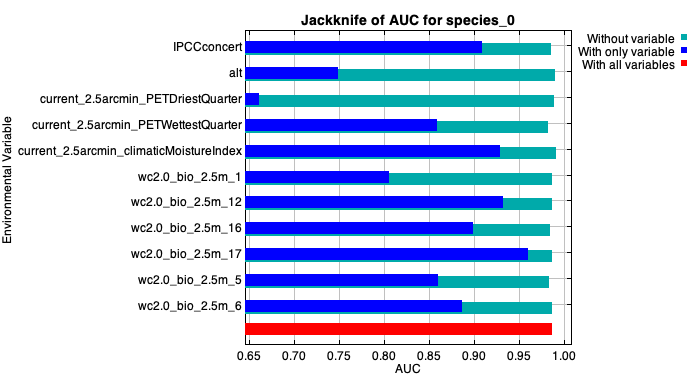 Jackknife of AUC for species_0
Without variable
With only variable
With all variables
Environmental Variable
IPCCconcert
alt
current_2.5arcmin_PETDriestQuarter
current_2.5arcmin_PETWettestQuarter
current_2.5arcmin_climaticMoistureIndex
wc2.0_bio_2.5m_1
wc2.0_bio_2.5m_12
wc2.0_bio_2.5m_16
wc2.0_bio_2.5m_17
wc2.0_bio_2.5m_5
wc2.0_bio_2.5m_6
0.65 0.70 0.75 0.80 0.85 0.90 0.95 1.00
AUC